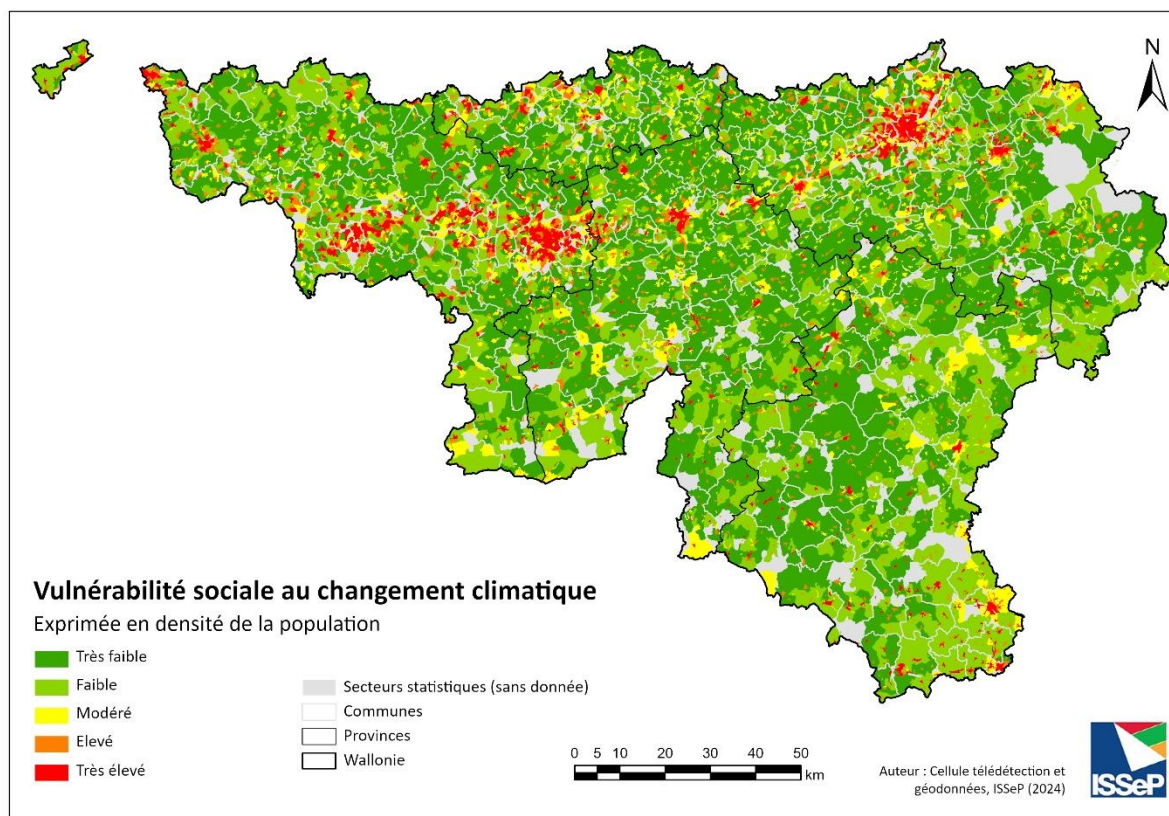 N
Vulnérabilité sociale au changement climatique
Exprimée en densité de la population
Très faible
Faible
Modéré
Elevé
Très élevé
Secteurs statistiques (sans donnée)
Communes
Provinces
Wallonie
0 5 10 20 30 40 50
km
Auteur : Cellule télédétection et
géodonnées, ISSeP (2024)
ISSeP